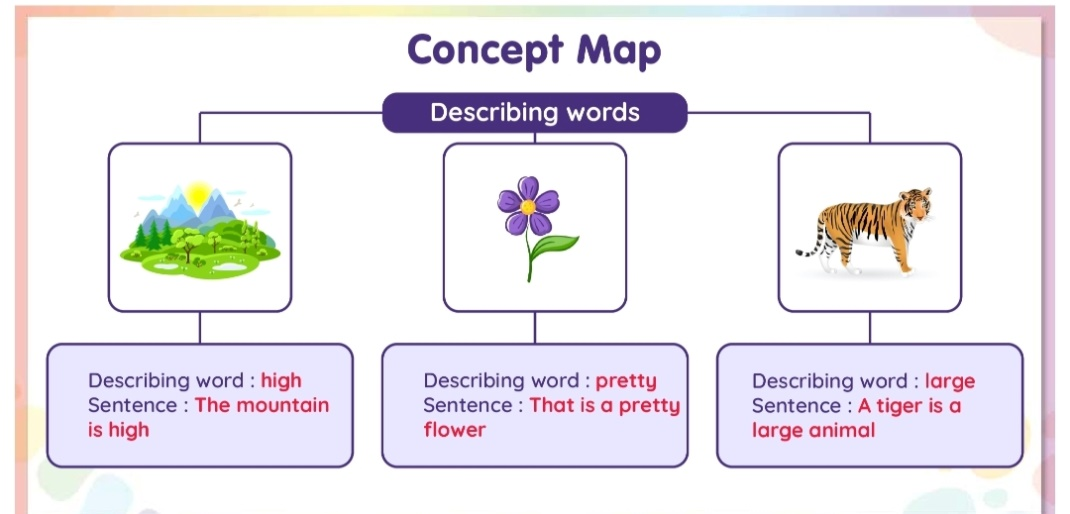 Concept Map
Describing words
Describing word : high
Sentence : The mountain
is high
Describing word : pretty
Sentence : That is a pretty
flower
Describing word : large
Sentence : A tiger is a
large animal